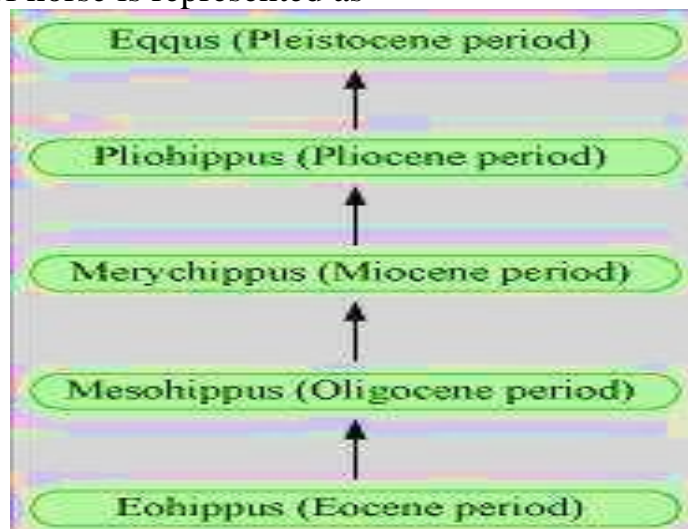 horse is represented as
Eqqus (Pleistocene period)
Pliohippus (Pliocene period)
Merychippus (Miocene period)
Mesohippus (Oligocene period)
Eohippus (Eocene period)